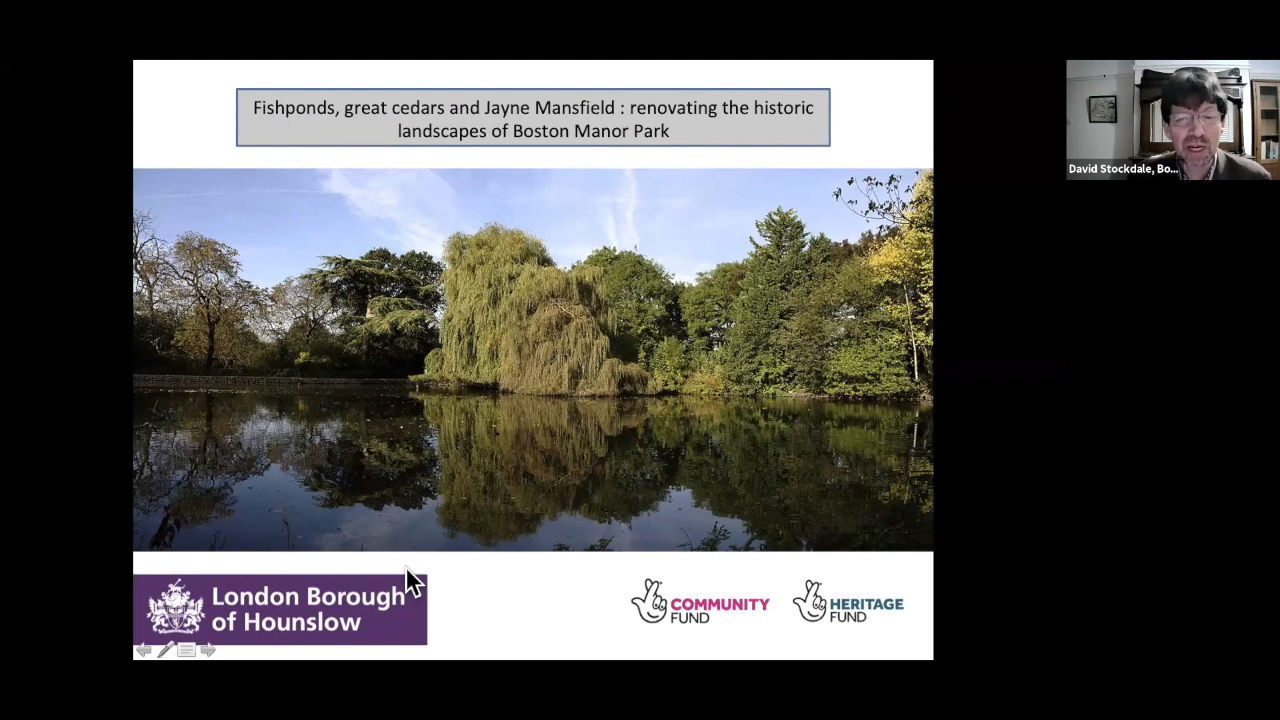 Fishponds, great cedars and Jayne Mansfield : renovating the historic
landscapes of Boston Manor Park
David Stockdale, Bo...
London Borough
of Hounslow
COMMUNITY
FUND
HERITAGE
FUND